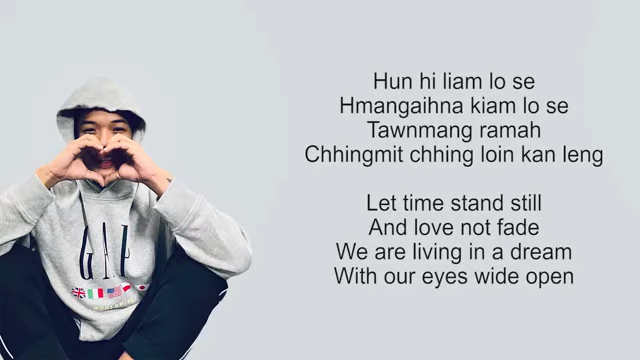 Hun hi liam lo se
Hmangaihna kiam lo se
Tawnmang ramah
Chhingmit chhing loin kan leng
Let time stand still
And love not fade
We are living in a dream
With our eyes wide open
GAP